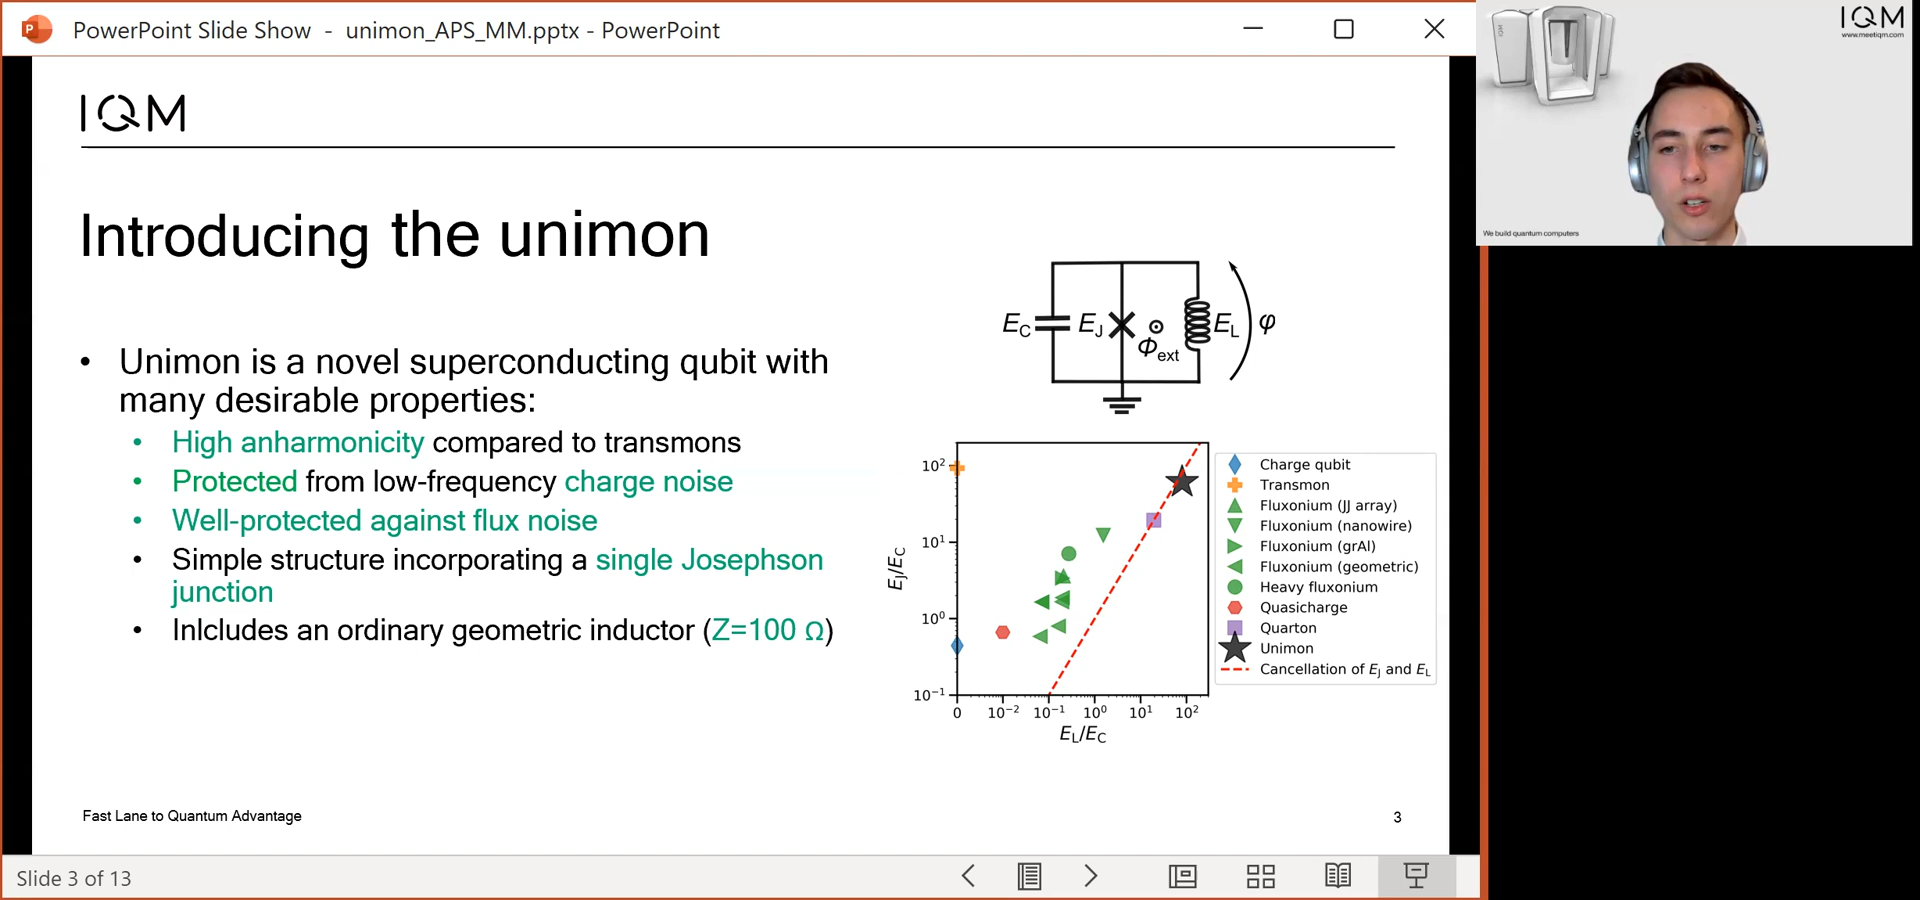 PowerPoint Slide Show - unimon_APS_MM.pptx - PowerPoint
IQM
www.meetiqm.com
We build quantum computers
IQM
Introducing the unimon
• Unimon is a novel superconducting qubit with
many desirable properties:
• High anharmonicity compared to transmons
• Protected from low-frequency charge noise
• Well-protected against flux noise
• Simple structure incorporating a single Josephson
junction
• Inlcludes an ordinary geometric inductor (Z=100 Ω)
E_C E_J Φ_ext E_L φ
E_J/E_C
10²
10¹
10⁰
10⁻¹
0 10⁻² 10⁻¹ 10⁰ 10¹ 10²
E_L/E_C
Charge qubit
Transmon
Fluxonium (JJ array)
Fluxonium (nanowire)
Fluxonium (grAl)
Fluxonium (geometric)
Heavy fluxonium
Quasicharge
Quarton
Unimon
Cancellation of E_J and E_L
Fast Lane to Quantum Advantage
3
Slide 3 of 13